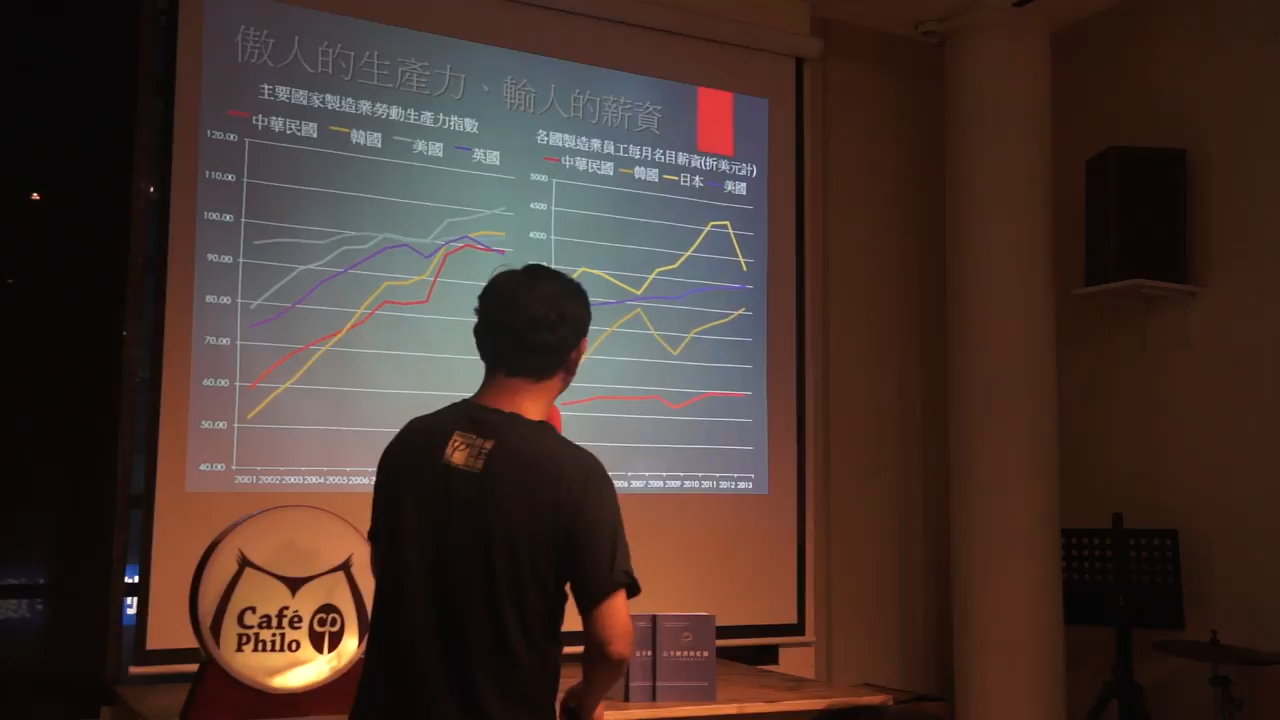 傲人的生產力、輸人的薪資
主要國家製造業勞動生產力指數
中華民國 韓國 美國 英國
120.00
110.00
100.00
90.00
80.00
70.00
60.00
50.00
40.00
2001 2002 2003 2004 2005 2006
各國製造業員工每月名目薪資(折美元計)
中華民國 韓國 日本 美國
5000
4500
4000
2007 2008 2009 2010 2011 2012 2013
Café
Philo